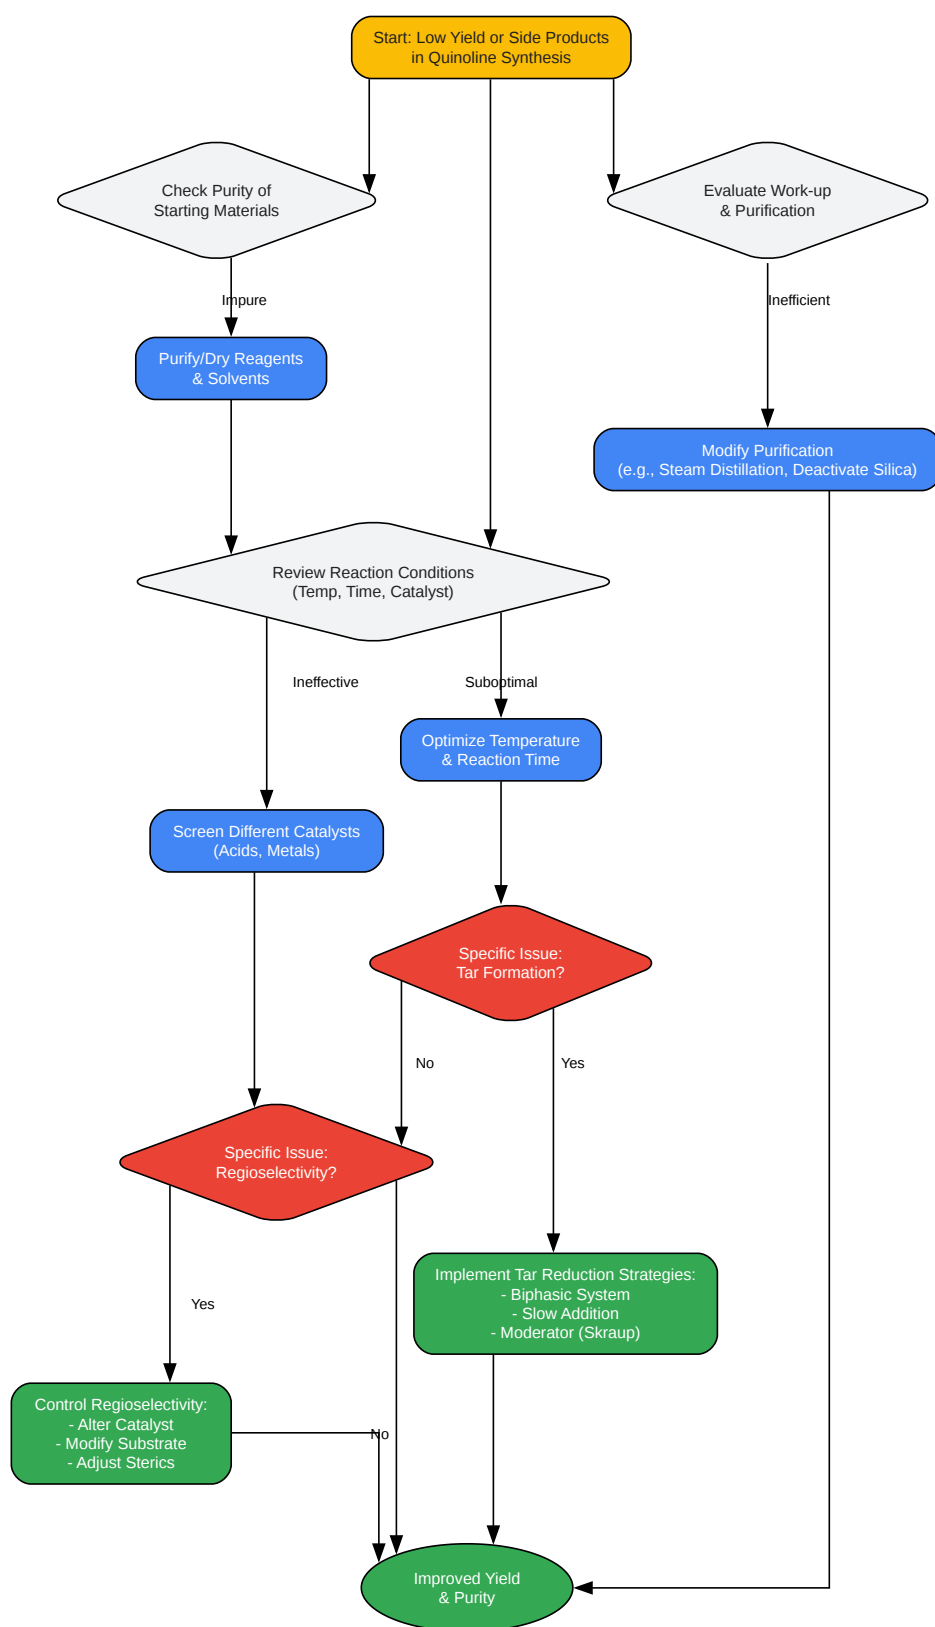 Start: Low Yield or Side Products
in Quinoline Synthesis
Check Purity of
Starting Materials
Evaluate Work-up
& Purification
Impure
Inefficient
Purify/Dry Reagents
& Solvents
Modify Purification
(e.g., Steam Distillation, Deactivate Silica)
Review Reaction Conditions
(Temp, Time, Catalyst)
Ineffective
Suboptimal
Optimize Temperature
& Reaction Time
Screen Different Catalysts
(Acids, Metals)
Specific Issue:
Tar Formation?
No
Yes
Specific Issue:
Regioselectivity?
Implement Tar Reduction Strategies:
- Biphasic System
- Slow Addition
- Moderator (Skraup)
Yes
Control Regioselectivity:
- Alter Catalyst
- Modify Substrate
- Adjust Sterics
No
Improved Yield
& Purity